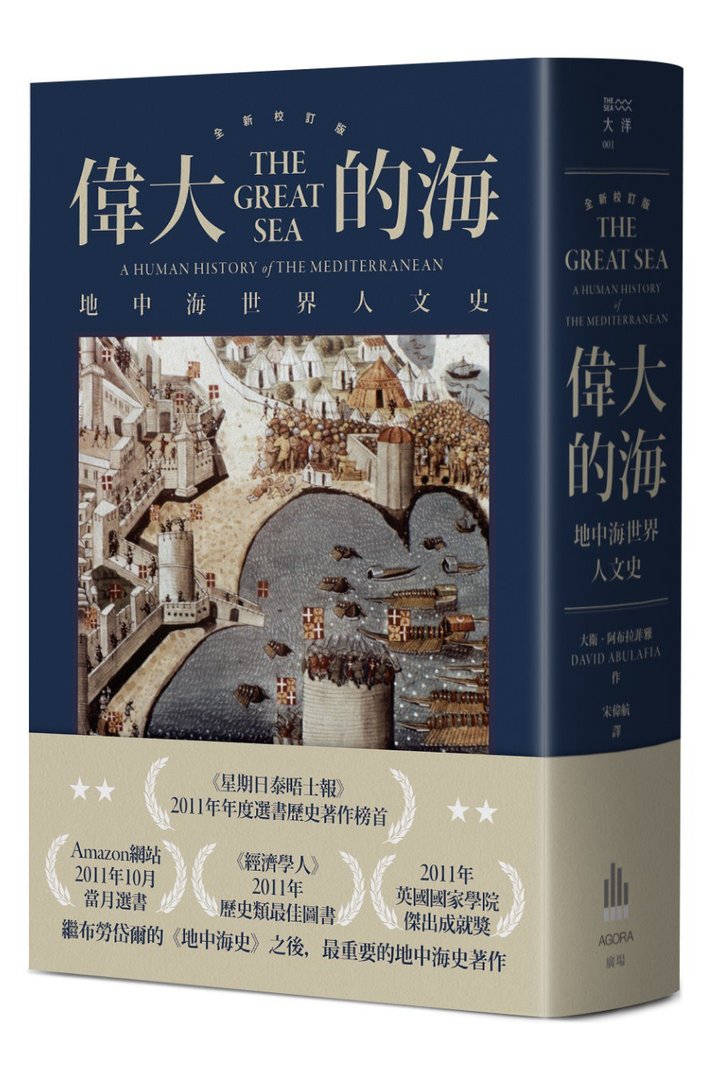 全新校訂版
偉大 THE GREAT SEA 的海
A HUMAN HISTORY of THE MEDITERRANEAN
地中海世界人文史
《星期日泰晤士報》
2011年年度選書歷史著作榜首
Amazon網站
2011年10月
當月選書
《經濟學人》
2011年
歷史類最佳圖書
2011年
英國國家學院
傑出成就獎
繼布勞岱爾的《地中海史》之後，最重要的地中海史著作
THE
SEA
大洋
001
全新校訂版
THE
GREAT SEA
A HUMAN HISTORY
of
THE MEDITERRANEAN
偉大
的海
地中海世界
人文史
大衛·阿布拉菲雅
DAVID ABULAFIA
作
宋偉航
譯
AGORA
廣場